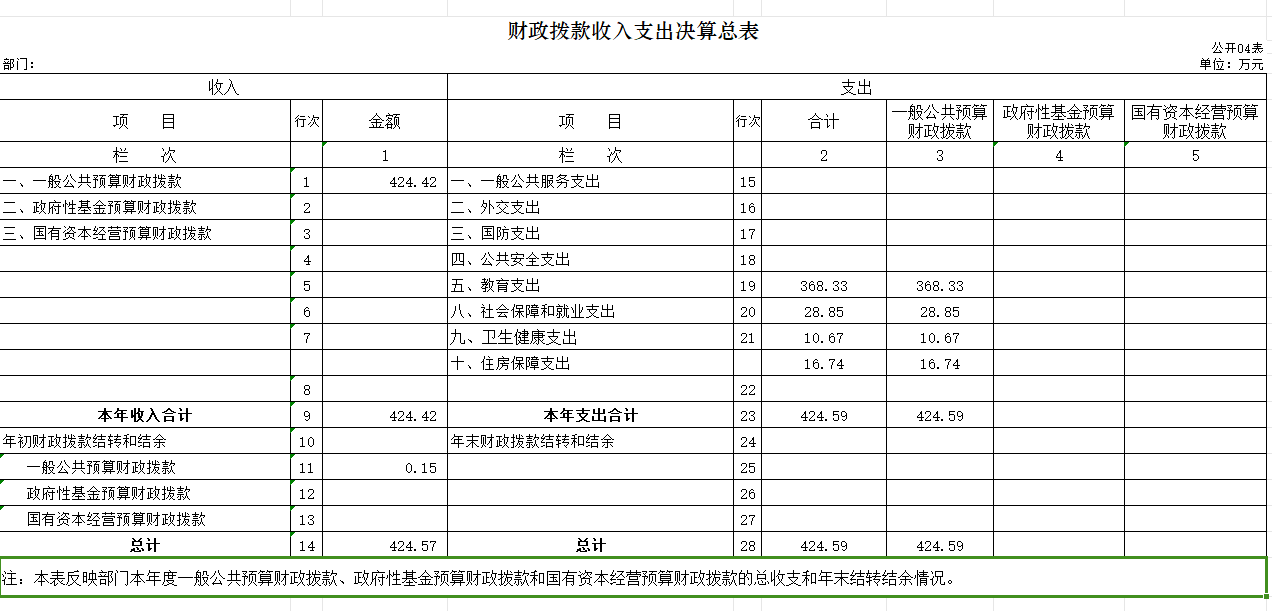 财政拨款收入支出决算总表
公开04表
部门： 单位：万元
收入 支出
项 目 行次 金额 项 目 行次 合计 一般公共预算财政拨款 政府性基金预算财政拨款 国有资本经营预算财政拨款
栏 次 1 栏 次 2 3 4 5
一、一般公共预算财政拨款 1 424.42 一、一般公共服务支出 15
二、政府性基金预算财政拨款 2 二、外交支出 16
三、国有资本经营预算财政拨款 3 三、国防支出 17
4 四、公共安全支出 18
5 五、教育支出 19 368.33 368.33
6 八、社会保障和就业支出 20 28.85 28.85
7 九、卫生健康支出 21 10.67 10.67
十、住房保障支出 16.74 16.74
8 22
本年收入合计 9 424.42 本年支出合计 23 424.59 424.59
年初财政拨款结转和结余 10 年末财政拨款结转和结余 24
一般公共预算财政拨款 11 0.15 25
政府性基金预算财政拨款 12 26
国有资本经营预算财政拨款 13 27
总计 14 424.57 总计 28 424.59 424.59
注：本表反映部门本年度一般公共预算财政拨款、政府性基金预算财政拨款和国有资本经营预算财政拨款的总收支和年末结转结余情况。